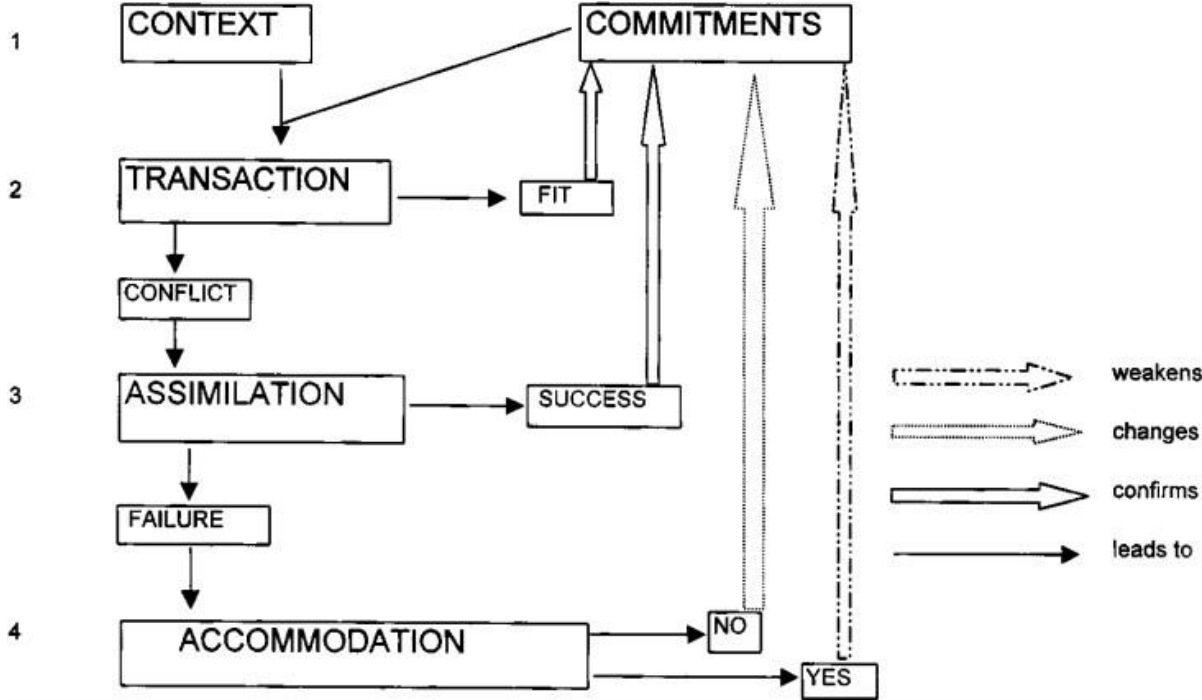 1
CONTEXT
COMMITMENTS
2
TRANSACTION
FIT
CONFLICT
3
ASSIMILATION
SUCCESS
FAILURE
4
ACCOMMODATION
NO
YES
weakens
changes
confirms
leads to